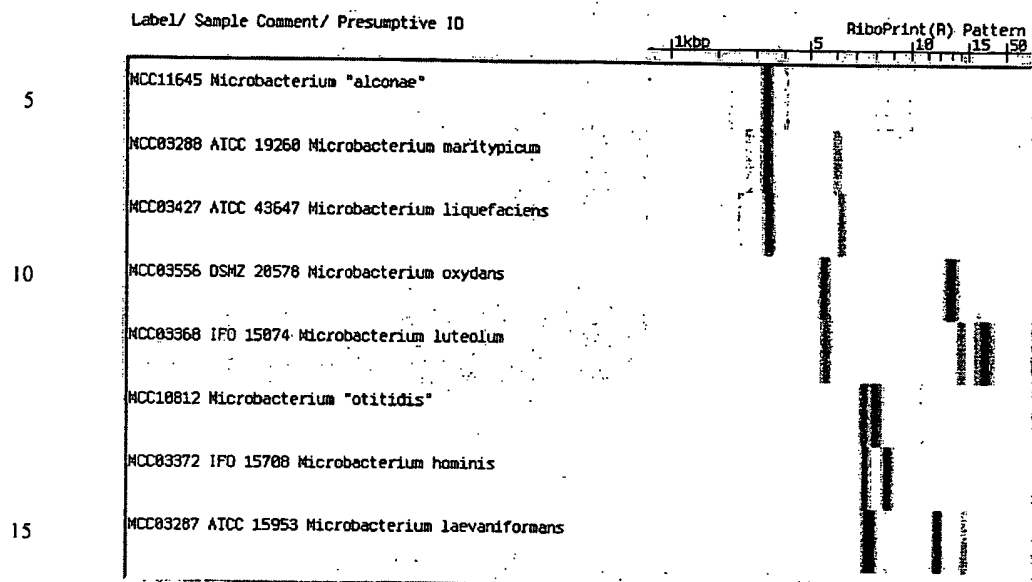 Label/ Sample Comment/ Presumptive ID RiboPrint(R) Pattern
1kbp 5 10 15 50
5 MCC11645 Microbacterium "alconae"
MCC03288 ATCC 19260 Microbacterium maritypicum
MCC03427 ATCC 43647 Microbacterium liquefaciens
10 MCC03556 DSMZ 20578 Microbacterium oxydans
MCC03368 IFO 15074 Microbacterium luteolum
MCC10812 Microbacterium "otitidis"
MCC03372 IFO 15708 Microbacterium hominis
15 MCC03287 ATCC 15953 Microbacterium laevaniformans